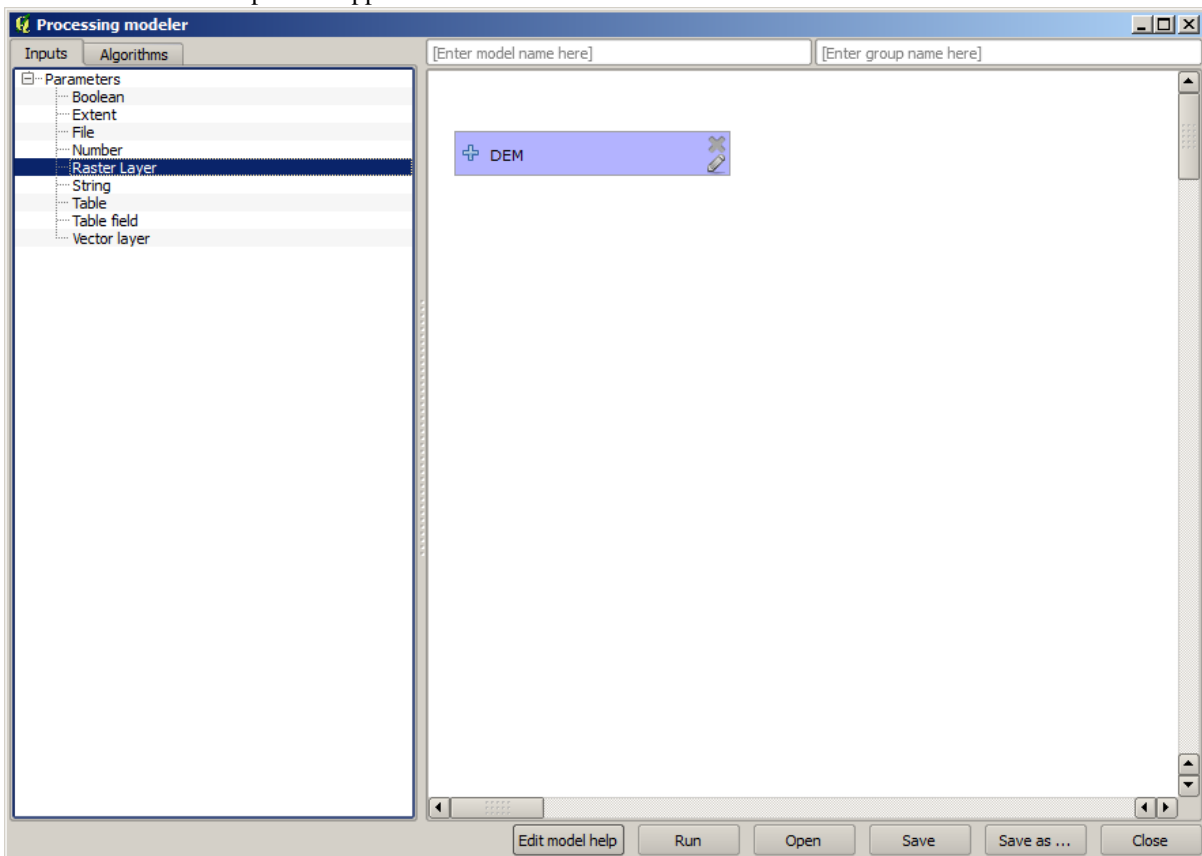 Processing modeler
Inputs Algorithms [Enter model name here] [Enter group name here]
Parameters
Boolean
Extent
File
Number
Raster Layer
String
Table
Table field
Vector layer
DEM
Edit model help Run Open Save Save as ... Close